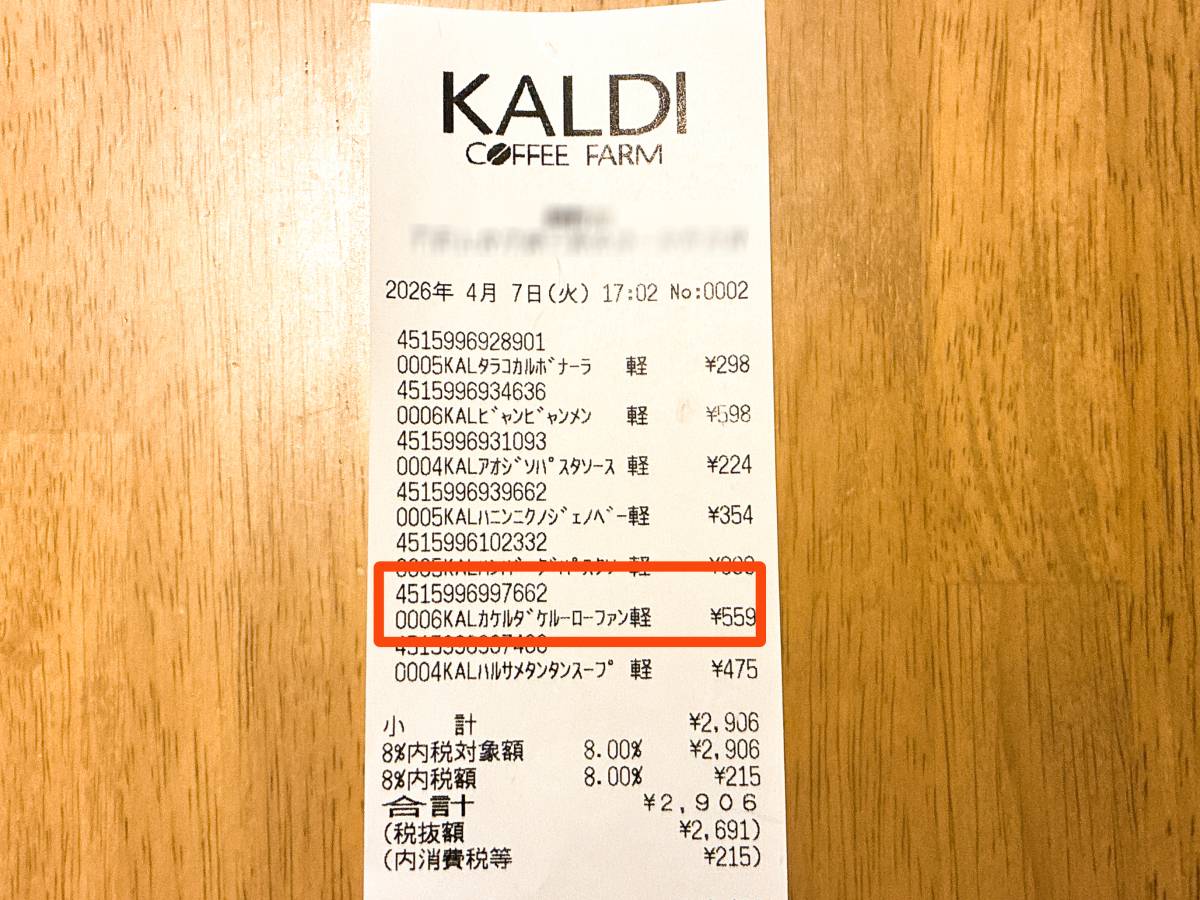 KALDI
COFFEE FARM
2026年 4月 7日(火) 17:02 No:0002
4515996928901
0005KALﾀﾗｺｶﾙﾎﾞﾅｰﾗ 軽 ¥298
4515996934636
0006KALﾋﾞｬﾝﾋﾞｬﾝﾒﾝ 軽 ¥598
4515996931093
0004KALｱｵｼﾞｿﾊﾟｽﾀｿｰｽ 軽 ¥224
4515996939662
0005KALﾊﾆﾝﾆｸﾉｼﾞｪﾉﾍﾞｰ軽 ¥354
4515996102332
4515996997662
0006KALｶｹﾙﾀﾞｹﾙｰﾛｰﾌｧﾝ軽 ¥559
0004KALﾊﾙｻﾒﾀﾝﾀﾝｽｰﾌﾟ 軽 ¥475
小 計 ¥2,906
8%内税対象額 8.00% ¥2,906
8%内税額 8.00% ¥215
合計 ¥2,906
(税抜額 ¥2,691)
(内消費税等 ¥215)